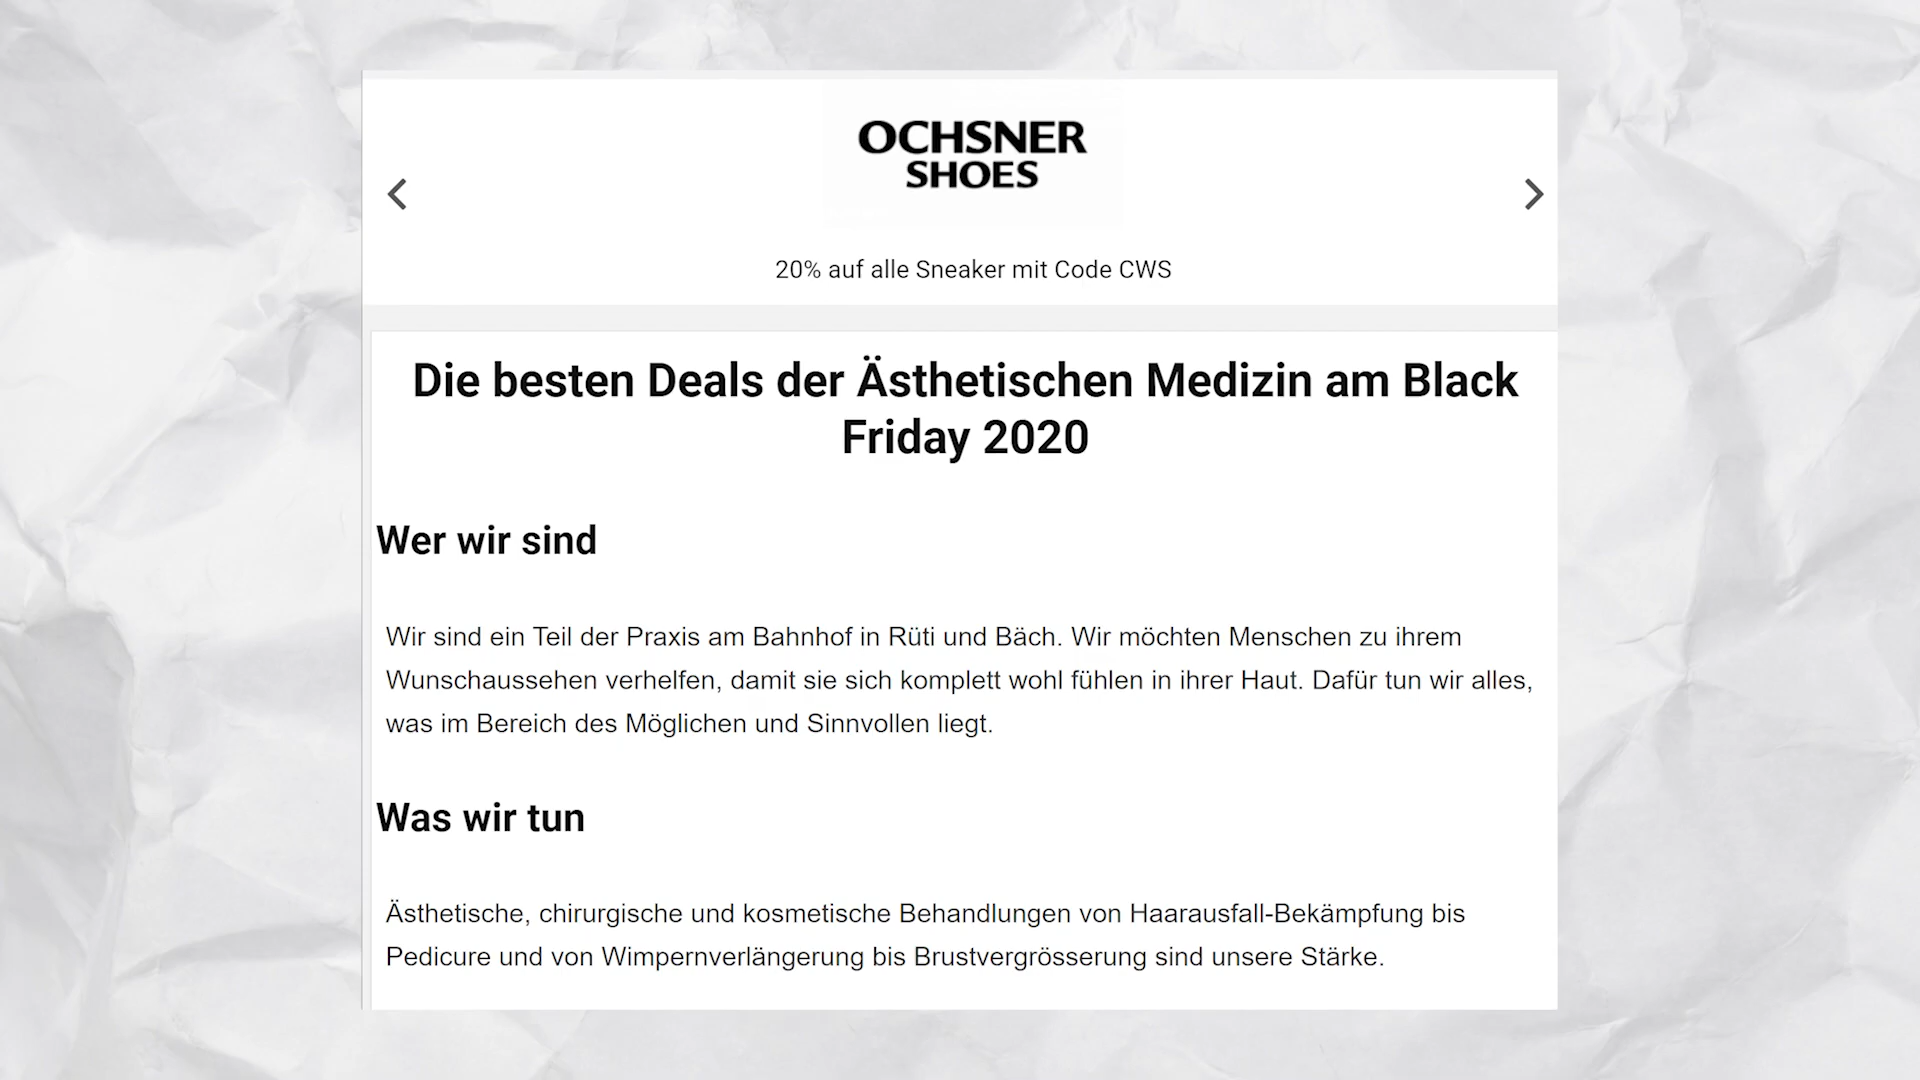 OCHSNER
SHOES
20% auf alle Sneaker mit Code CWS
Die besten Deals der Ästhetischen Medizin am Black
Friday 2020
Wer wir sind
Wir sind ein Teil der Praxis am Bahnhof in Rüti und Bäch. Wir möchten Menschen zu ihrem
Wunschaussehen verhelfen, damit sie sich komplett wohl fühlen in ihrer Haut. Dafür tun wir alles,
was im Bereich des Möglichen und Sinnvollen liegt.
Was wir tun
Ästhetische, chirurgische und kosmetische Behandlungen von Haarausfall-Bekämpfung bis
Pedicure und von Wimpernverlängerung bis Brustvergrösserung sind unsere Stärke.